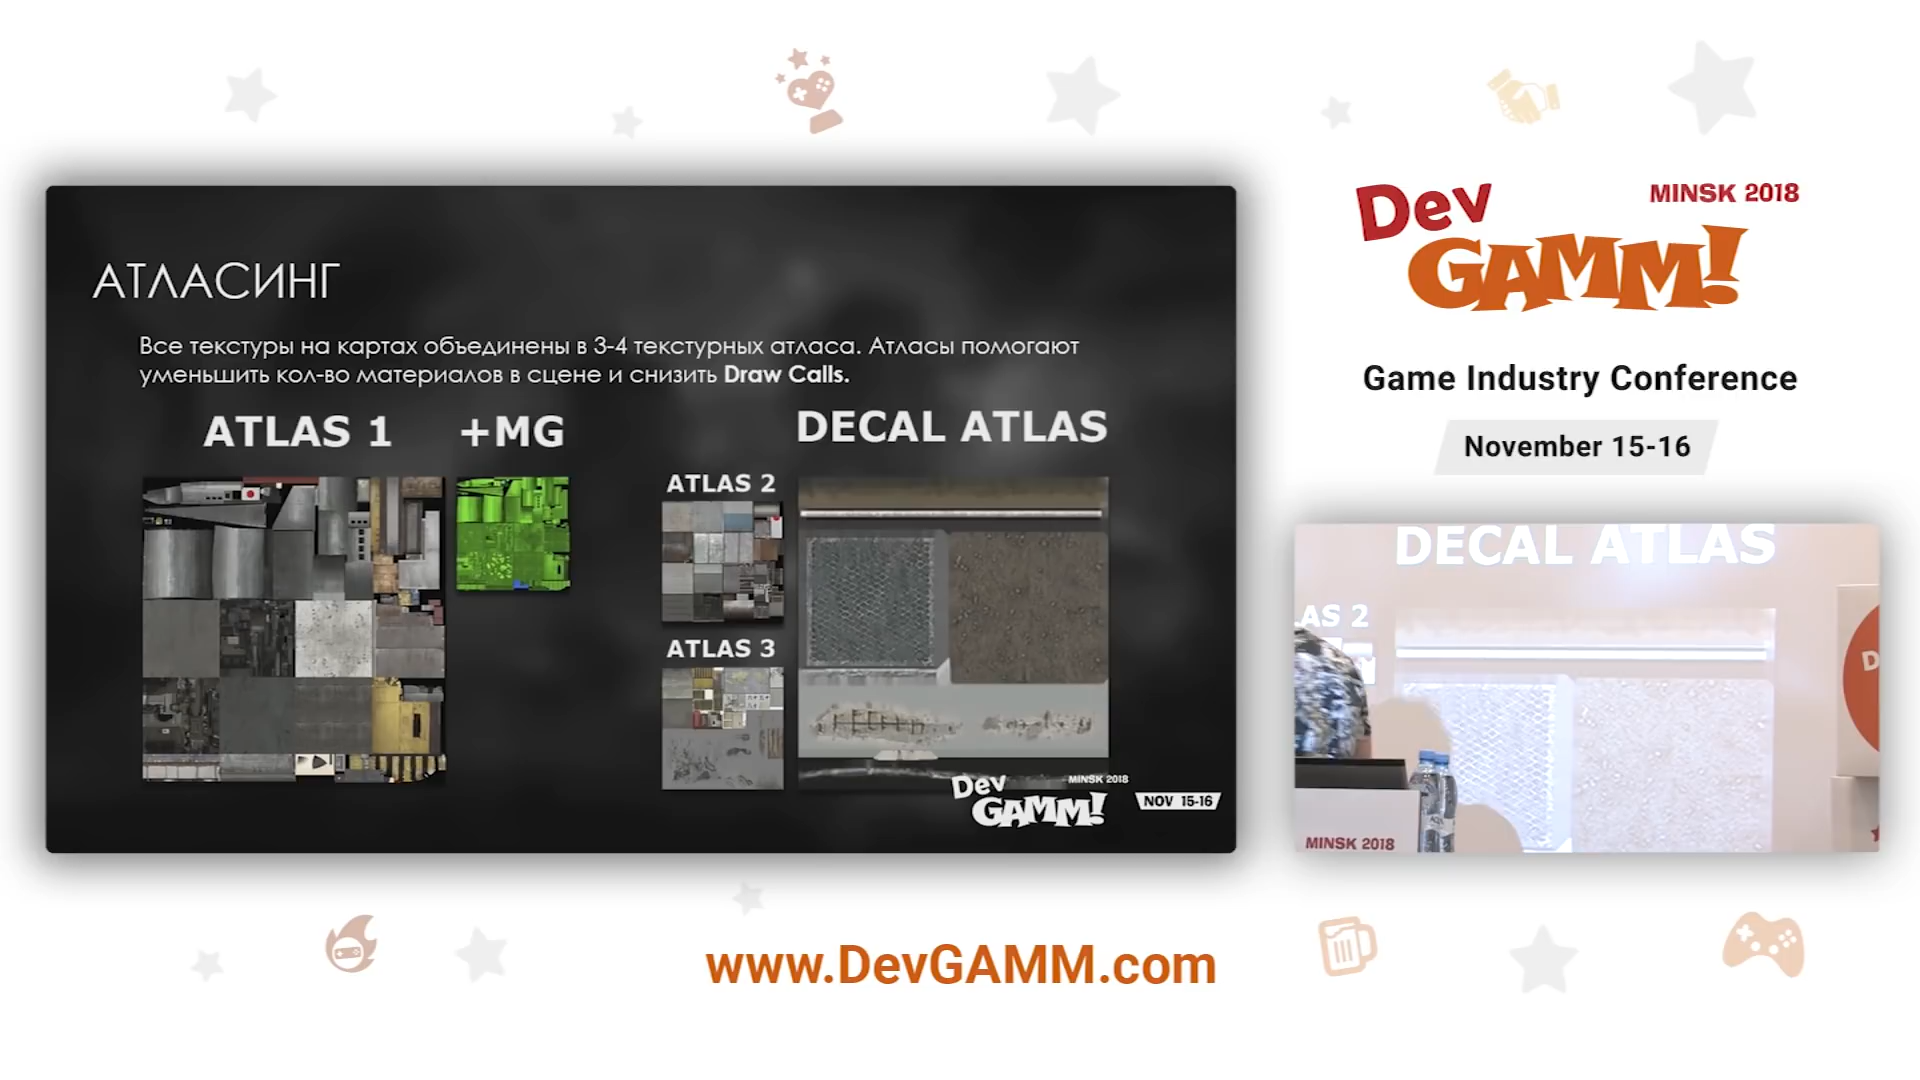 АТЛАСИНГ
Все текстуры на картах объединены в 3-4 текстурных атласа. Атласы помогают
уменьшить кол-во материалов в сцене и снизить Draw Calls.
ATLAS 1
+MG
DECAL ATLAS
ATLAS 2
ATLAS 3
Dev
GAMM!
MINSK 2018
NOV 15-16
Dev
GAMM!
MINSK 2018
Game Industry Conference
November 15-16
DECAL ATLAS
AS 2
D
MINSK 2018
www.DevGAMM.com